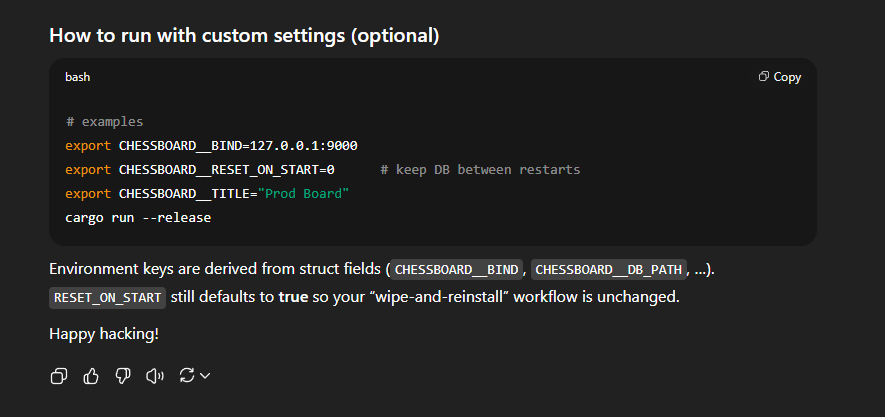 How to run with custom settings (optional)
bash
Copy
# examples
export CHESSBOARD__BIND=127.0.0.1:9000
export CHESSBOARD__RESET_ON_START=0      # keep DB between restarts
export CHESSBOARD__TITLE="Prod Board"
cargo run --release
Environment keys are derived from struct fields (CHESSBOARD__BIND, CHESSBOARD__DB_PATH, …).
RESET_ON_START still defaults to true so your “wipe-and-reinstall” workflow is unchanged.
Happy hacking!